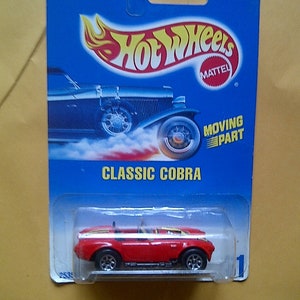 Hot Wheels
MATTEL
MOVING
PART
CLASSIC COBRA